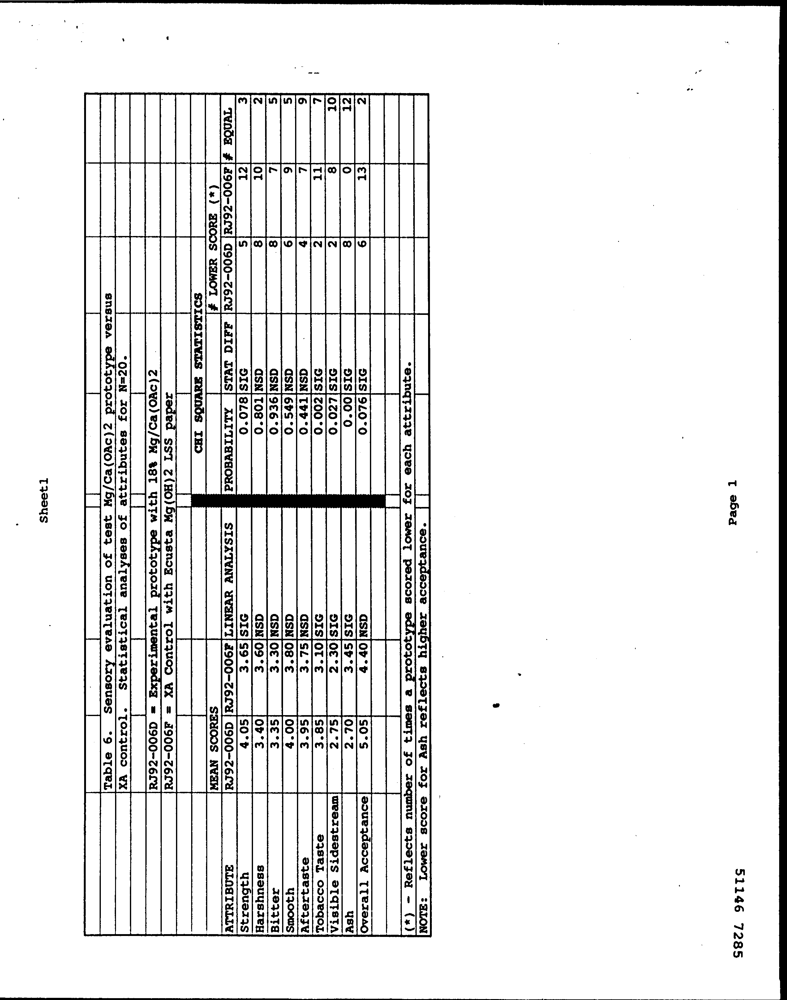 Sheet1
Table 6. Sensory evaluation of test Mg/Ca(OAc)2 prototype versus
XA control. Statistical analyses of attributes for N=20.
RJ92-006D = Experimental prototype with 18% Mg/Ca(OAc)2
RJ92-006F = XA Control with Ecusta Mg(OH)2 LSS paper
CHI SQUARE STATISTICS
MEAN SCORES # LOWER SCORE (*)
ATTRIBUTE RJ92-006D RJ92-006F LINEAR ANALYSIS PROBABILITY STAT DIFF RJ92-006D RJ92-006F # EQUAL
Strength 4.05 3.65 SIG 0.078 SIG 5 12 3
Harshness 3.40 3.60 NSD 0.801 NSD 8 10 2
Bitter 3.35 3.30 NSD 0.936 NSD 8 7 5
Smooth 4.00 3.80 NSD 0.549 NSD 6 9 5
Aftertaste 3.95 3.75 NSD 0.441 NSD 4 7 9
Tobacco Taste 3.85 3.10 SIG 0.002 SIG 2 11 7
Visible Sidestream 2.75 2.30 SIG 0.027 SIG 2 8 10
Ash 2.70 3.45 SIG 0.00 SIG 8 0 12
Overall Acceptance 5.05 4.40 NSD 0.076 SIG 6 13 2
(*) - Reflects number of times a prototype scored lower for each attribute.
NOTE: Lower score for Ash reflects higher acceptance.
Page 1
51146 7285